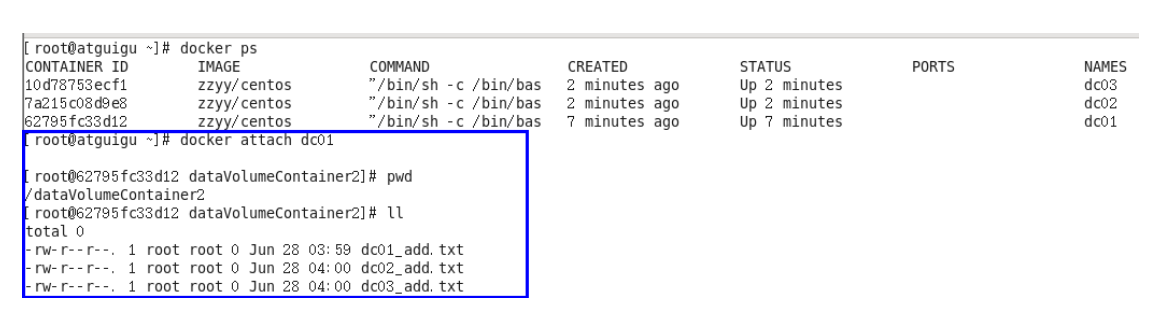 [root@atguigu ~]# docker ps
CONTAINER ID IMAGE COMMAND CREATED STATUS PORTS NAMES
10d78753ecf1 zzyy/centos "/bin/sh -c /bin/bas 2 minutes ago Up 2 minutes dc03
7a215c08d9e8 zzyy/centos "/bin/sh -c /bin/bas 2 minutes ago Up 2 minutes dc02
62795fc33d12 zzyy/centos "/bin/sh -c /bin/bas 7 minutes ago Up 7 minutes dc01
[root@atguigu ~]# docker attach dc01
[root@62795fc33d12 dataVolumeContainer2]# pwd
/dataVolumeContainer2
[root@62795fc33d12 dataVolumeContainer2]# ll
total 0
-rw-r--r--. 1 root root 0 Jun 28 03:59 dc01_add.txt
-rw-r--r--. 1 root root 0 Jun 28 04:00 dc02_add.txt
-rw-r--r--. 1 root root 0 Jun 28 04:00 dc03_add.txt